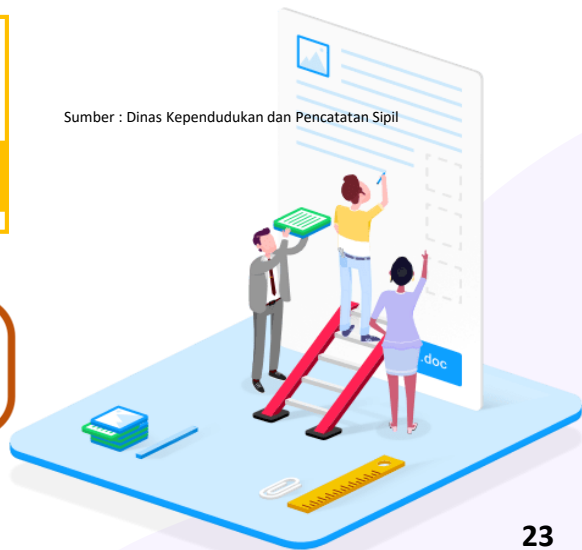 Sumber : Dinas Kependudukan dan Pencatatan Sipil
.doc
23